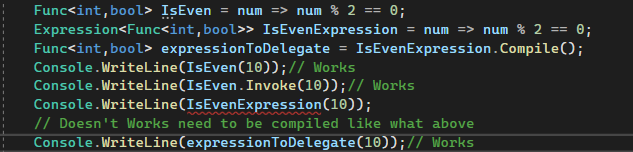 Func<int,bool> IsEven = num => num % 2 == 0;
Expression<Func<int,bool>> IsEvenExpression = num => num % 2 == 0;
Func<int,bool> expressionToDelegate = IsEvenExpression.Compile();
Console.WriteLine(IsEven(10));// Works
Console.WriteLine(IsEven.Invoke(10));// Works
Console.WriteLine(IsEvenExpression(10));
// Doesn't Works need to be compiled like what above
Console.WriteLine(expressionToDelegate(10));// Works